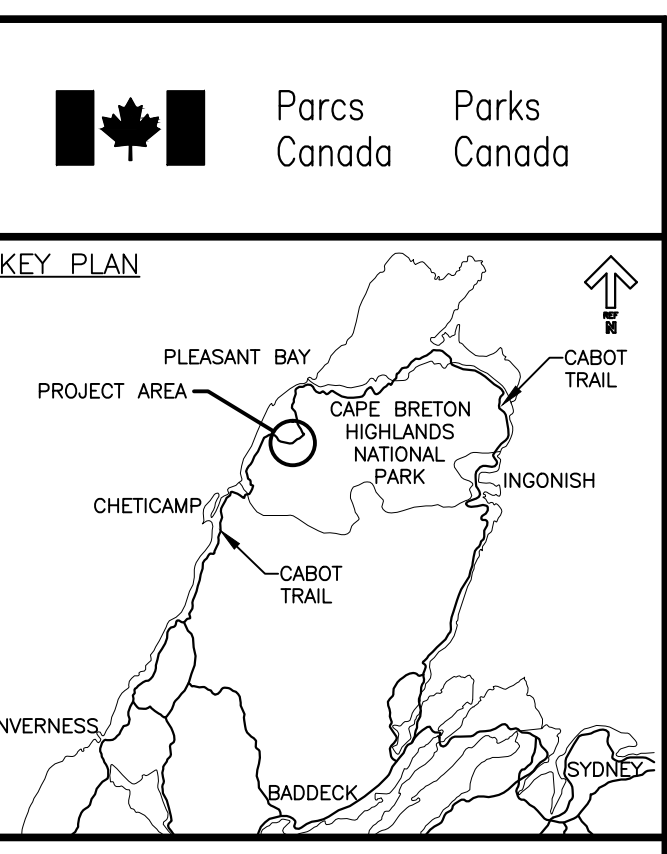 Parcs Parks
Canada Canada
KEY PLAN
REF
N
PLEASANT BAY
CABOT
TRAIL
PROJECT AREA
CAPE BRETON
HIGHLANDS
NATIONAL
PARK
INGONISH
CHETICAMP
CABOT
TRAIL
NVERNESS
SYDNEY
BADDECK